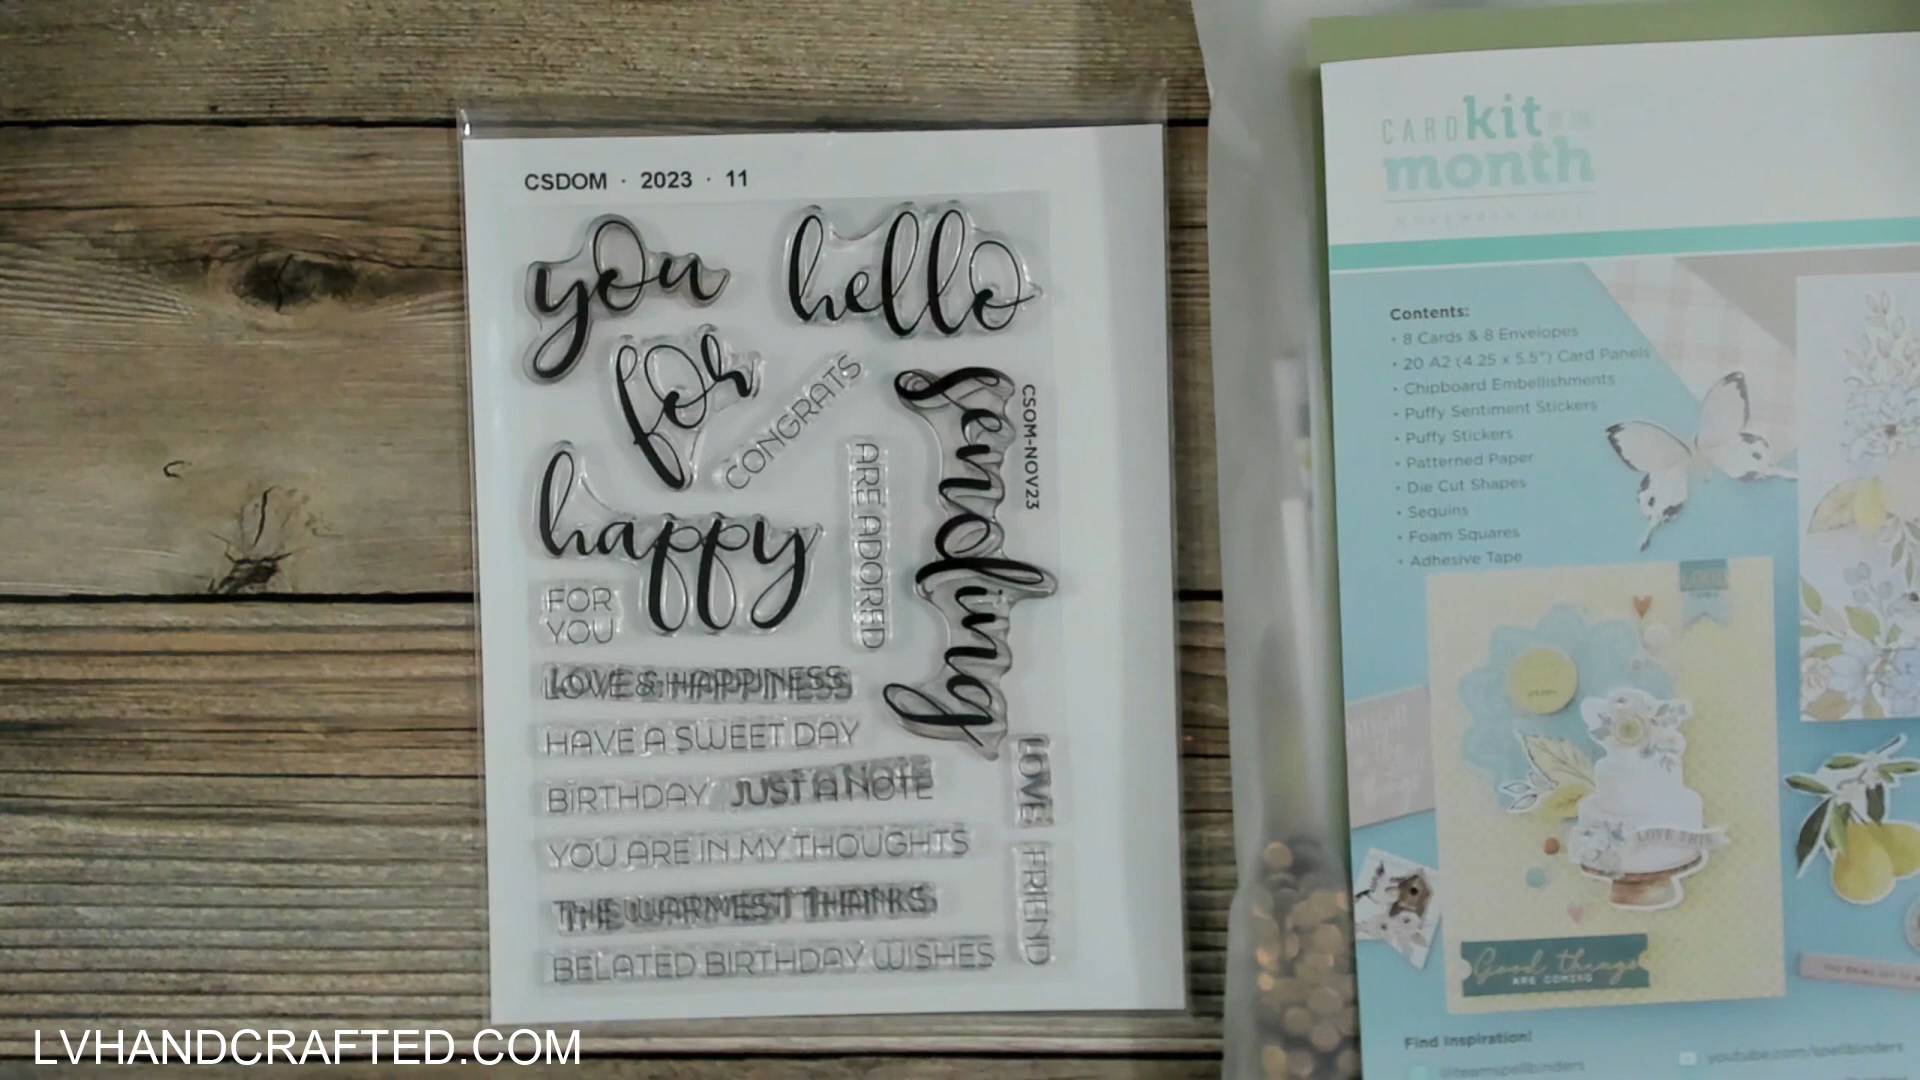 CSDOM · 2023 · 11
you
hello
for
CONGRATS
sending
CSOM-NOV23
happy
ARE ADORED
FOR
YOU
LOVE & HAPPINESS
HAVE A SWEET DAY
BIRTHDAY
JUST A NOTE
LOVE
YOU ARE IN MY THOUGHTS
THE WARMEST THANKS
FRIEND
BELATED BIRTHDAY WISHES
CARD kit
month
Contents:
• 8 Cards & 8 Envelopes
• 20 A2 (4.25 x 5.5") Card Panels
• Chipboard Embellishments
• Puffy Sentiment Stickers
• Puffy Stickers
• Patterned Paper
• Die Cut Shapes
• Sequins
• Foam Squares
• Adhesive Tape
LOVE THIS
Good things
ARE COMING
Find Inspiration!
@teamspellbinders
youtube.com/spellbinders
LVHANDCRAFTED.COM